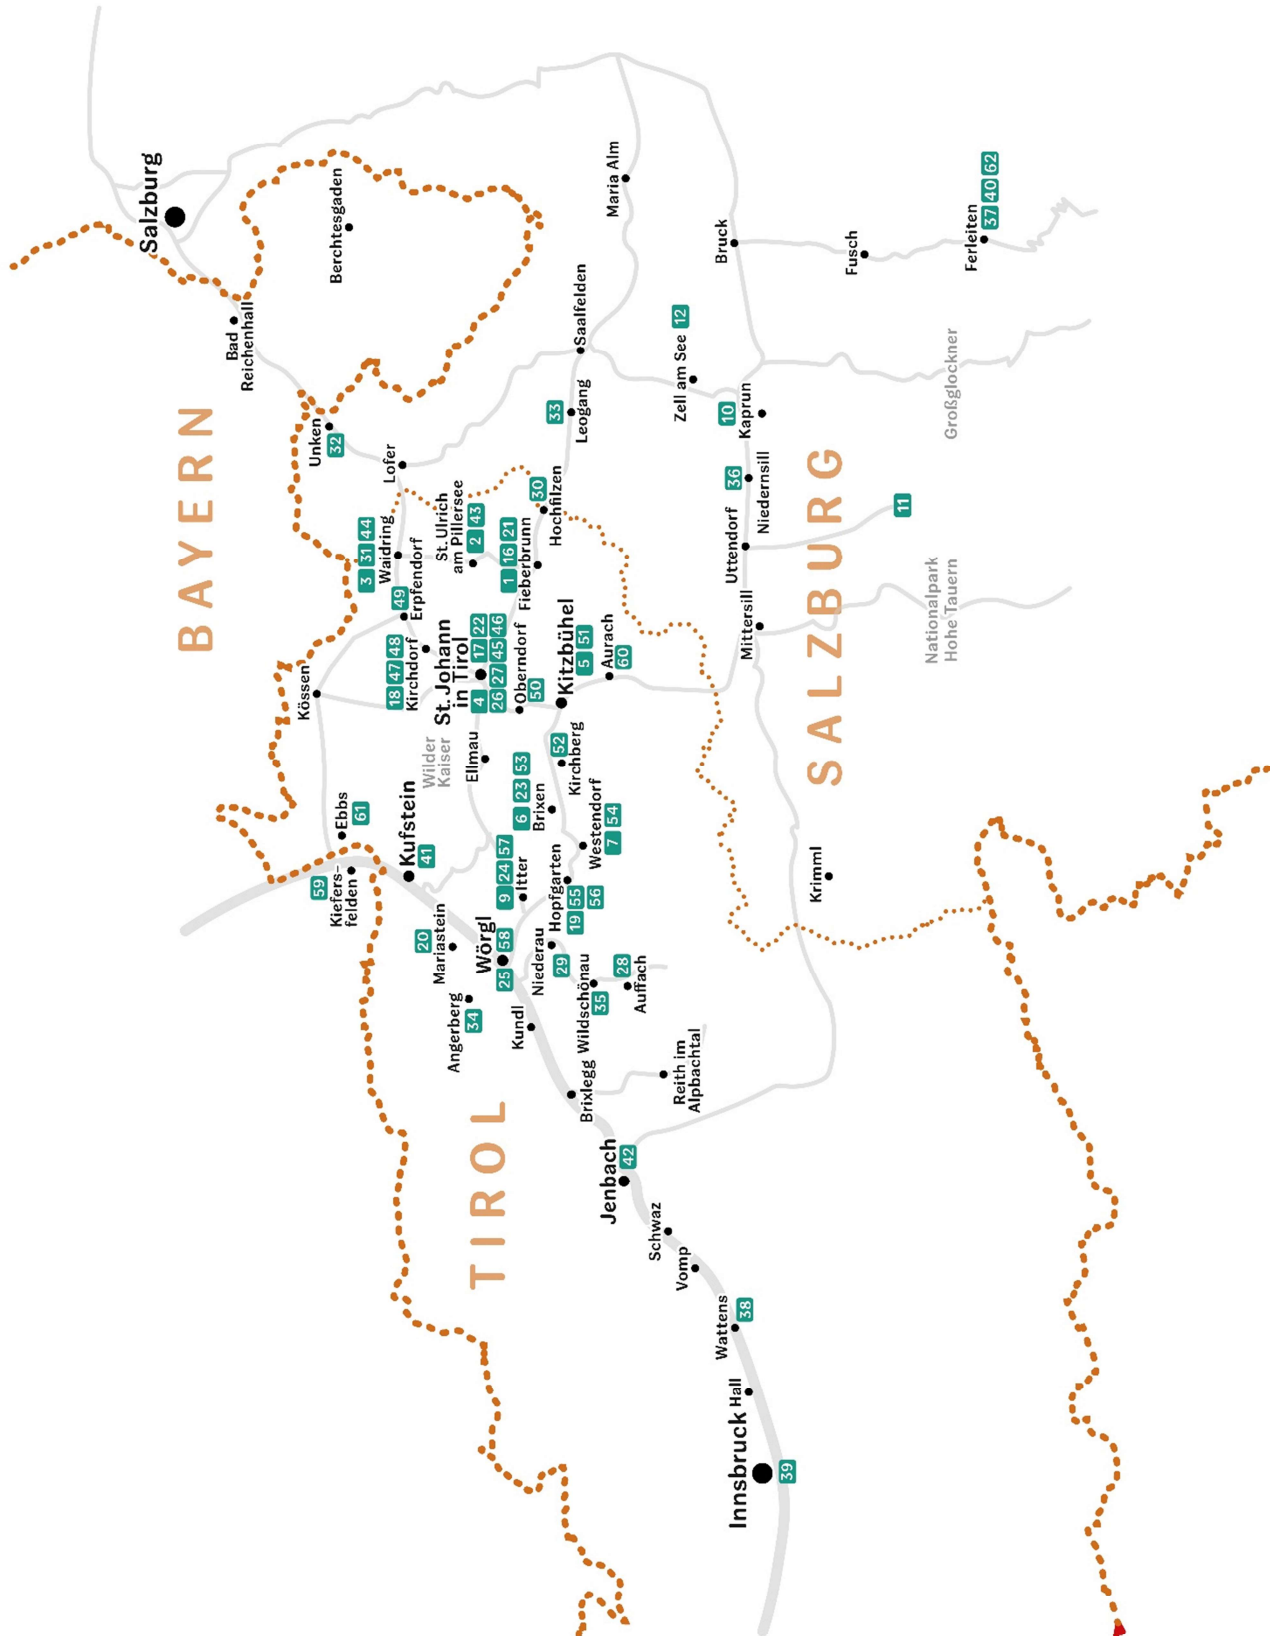 BAYERN
TIROL
SALZBURG
Salzburg
Berchtesgaden
Bad
Reichenhall
Unken
32
Lofer
Maria Alm
Saalfelden
Leogang
33
Bruck
Fusch
Ferleiten
37 40 62
Zell am See 12
10
Kaprun
36
Niedernsill
Uttendorf
11
Mittersill
Großglockner
Nationalpark
Hohe Tauern
Krimml
3 31 44
Waidring
49
Erpfendorf
St. Ulrich
am Pillersee
2 43
30
Hochfilzen
1 16 21
Fieberbrunn
18 47 48
Kirchdorf
St. Johann
in Tirol
4 17 22
26 27 45 46
Oberndorf
50
Kitzbühel
5 51
Aurach
60
Kössen
Wilder
Kaiser
Ellmau
52
Kirchberg
6 23 53
Brixen
Westendorf
7 54
Ebbs
61
59
Kiefers-
felden
Kufstein
41
9 24 57
Itter
Hopfgarten
19 55
56
20
Mariastein
Wörgl
25 58
Niederau
29
Wildschönau
35
28
Auffach
Angerberg
34
Kundl
Brixlegg
Reith im
Alpbachtal
Jenbach
42
Schwaz
Vomp
Wattens
38
Hall
Innsbruck
39